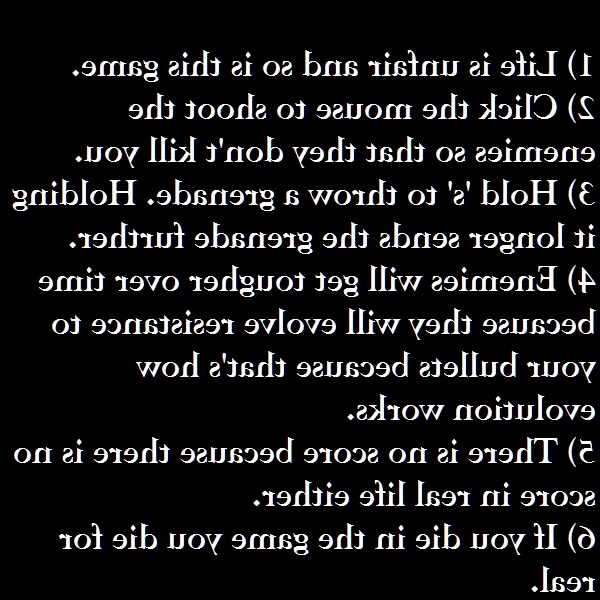 1) Life is unfair and so is this game.
2) Click the mouse to shoot the
enemies so that they don't kill you.
3) Hold 's' to throw a grenade. Holding
it longer sends the grenade further.
4) Enemies will get tougher over time
because they will evolve resistance to
your bullets because that's how
evolution works.
5) There is no score because there is no
score in real life either.
6) If you die in the game you die for
real.